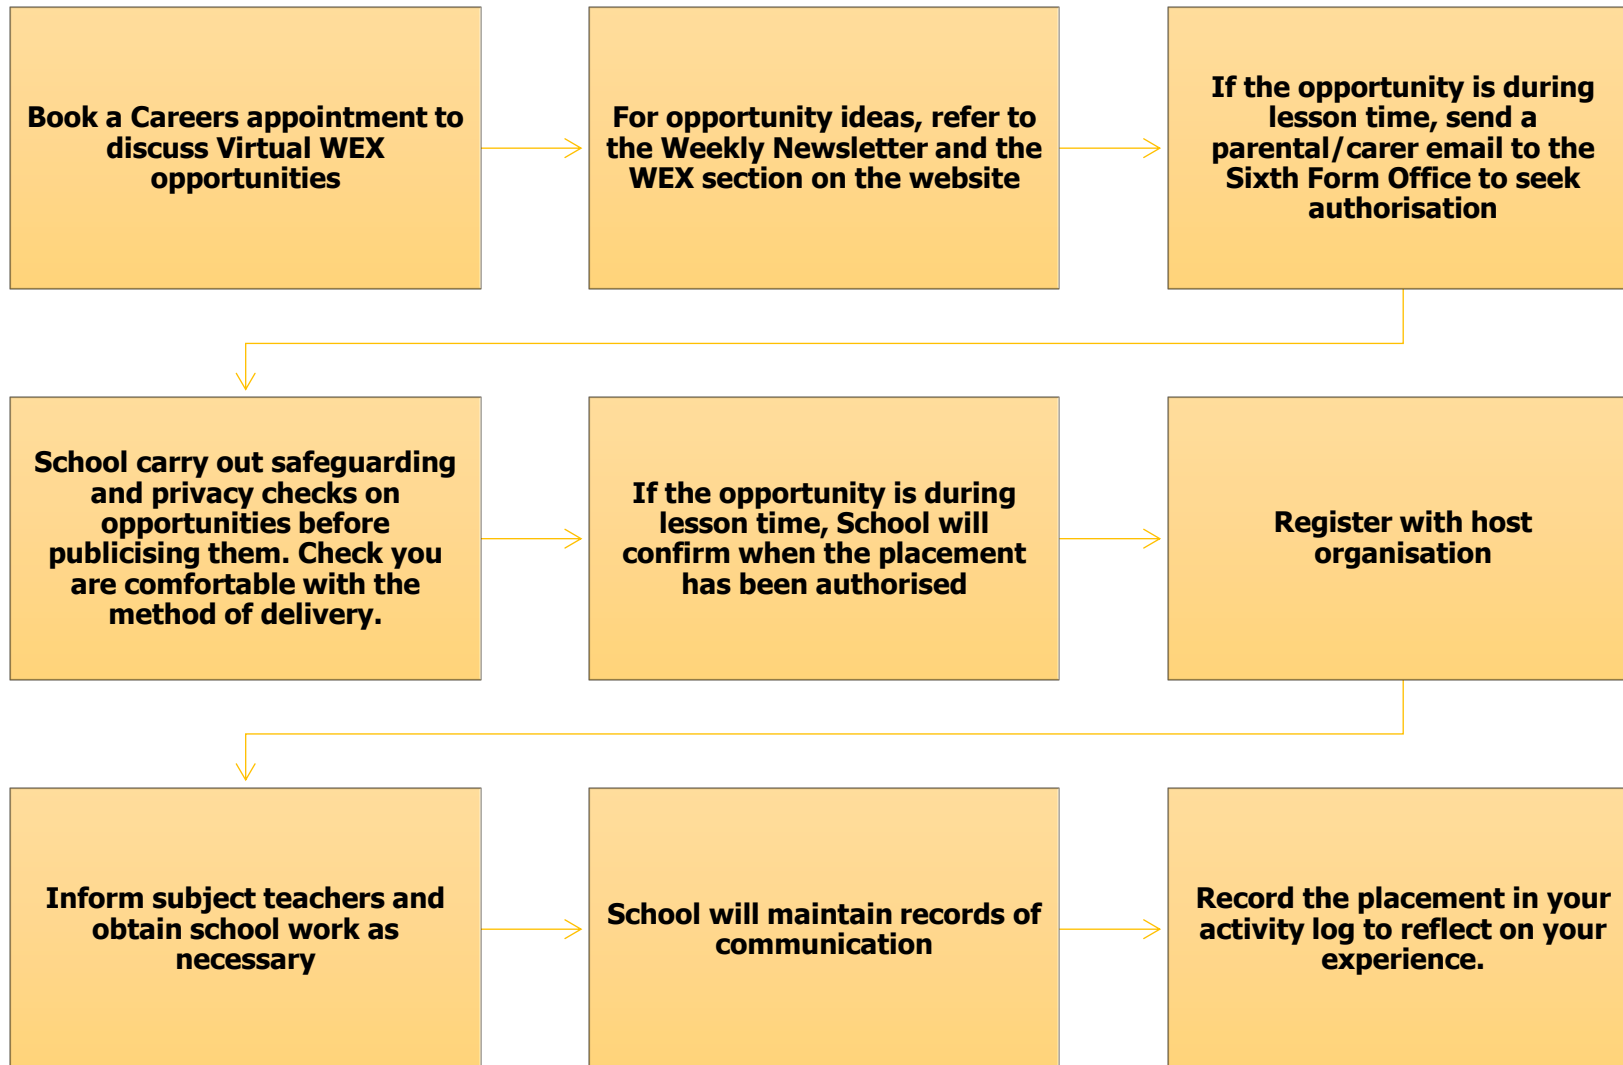 Book a Careers appointment to
discuss Virtual WEX
opportunities
For opportunity ideas, refer to
the Weekly Newsletter and the
WEX section on the website
If the opportunity is during
lesson time, send a
parental/carer email to the
Sixth Form Office to seek
authorisation
School carry out safeguarding
and privacy checks on
opportunities before
publicising them. Check you
are comfortable with the
method of delivery.
If the opportunity is during
lesson time, School will
confirm when the placement
has been authorised
Register with host
organisation
Inform subject teachers and
obtain school work as
necessary
School will maintain records of
communication
Record the placement in your
activity log to reflect on your
experience.